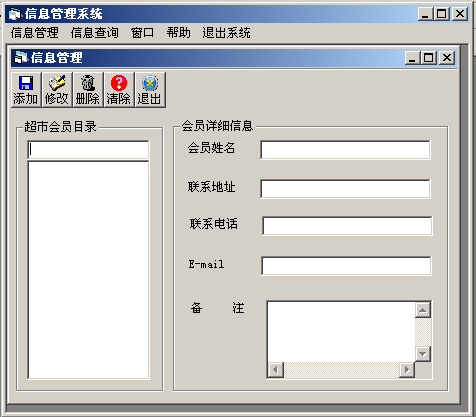 信息管理系统
信息管理 信息查询 窗口 帮助 退出系统
信息管理
添加 修改 删除 清除 退出
超市会员目录
会员详细信息
会员姓名
联系地址
联系电话
E-mail
备 注